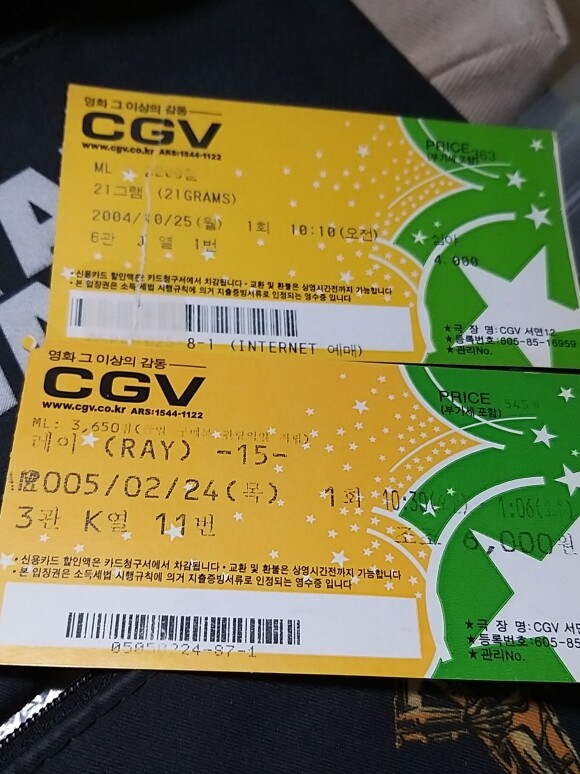 영화 그 이상의 감동
CGV
www.cgv.co.kr ARS:1544-1122
PRICE
(부가세 포함)
ML
21그램 (21GRAMS)
2004/10/25(월) 1회 10:10(오전)
6관 J 열 1번
심야
4.000
• 신용카드 할인액은 카드청구서에서 차감됩니다 • 교환 및 환불은 상영시간전까지 가능합니다
• 본 입장권은 소득세법 시행규칙에 의거 지출증빙서류로 인정되는 영수증 입니다
8-1 (INTERNET 예매)
★극 장 명:CGV 서면12
★등록번호:605-85-16959
★관리No.
영화 그 이상의 감동
CGV
www.cgv.co.kr ARS:1544-1122
PRICE
(부가세 포함)
ML: 3,650원
레이 (RAY) -15-
2005/02/24(목) 1회 10:30 1:06
3관 K열 11번
조조 6,000원
• 신용카드 할인액은 카드청구서에서 차감됩니다 • 교환 및 환불은 상영시간전까지 가능합니다
• 본 입장권은 소득세법 시행규칙에 의거 지출증빙서류로 인정되는 영수증 입니다
05050224-87-1
★극 장 명:CGV 서면
★등록번호:605-85
★관리No.